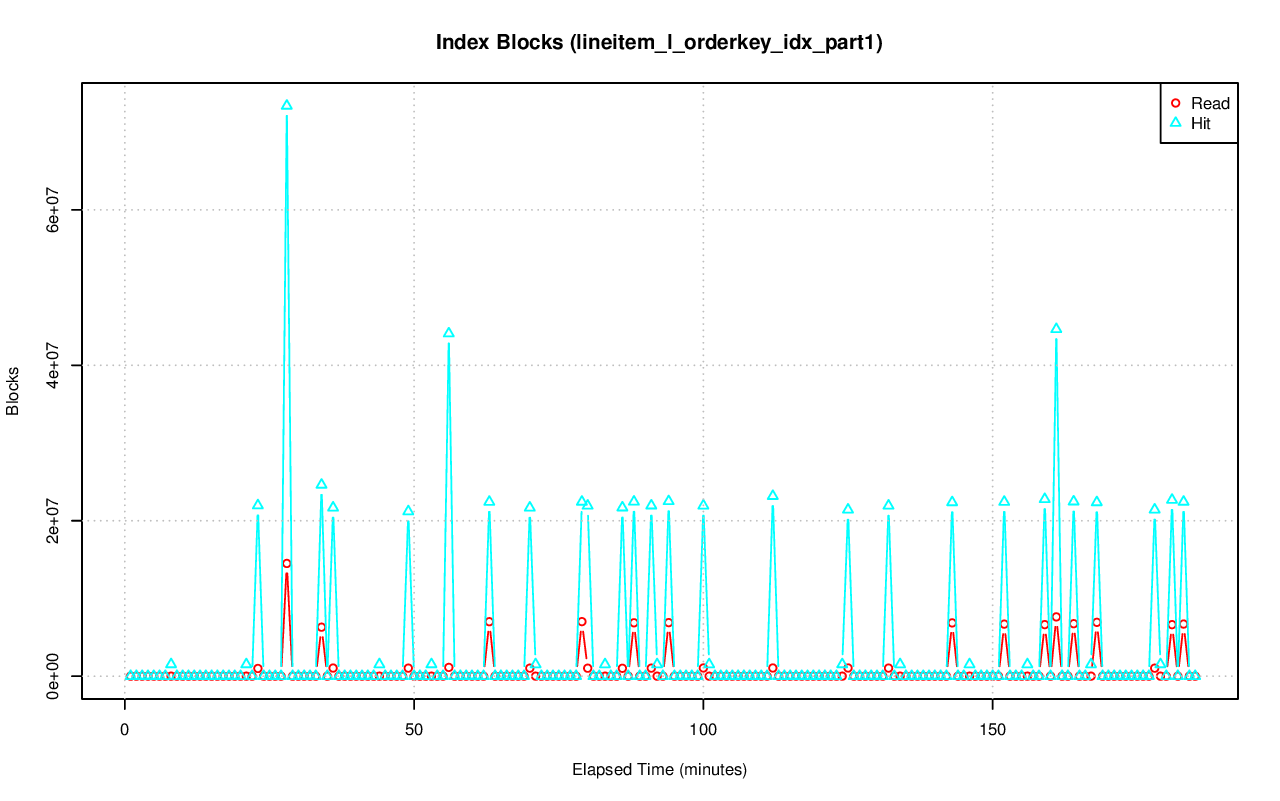 Index Blocks (lineitem_l_orderkey_idx_part1)
Read
Hit
6e+07
4e+07
2e+07
0e+00
Blocks
0
50
100
150
Elapsed Time (minutes)